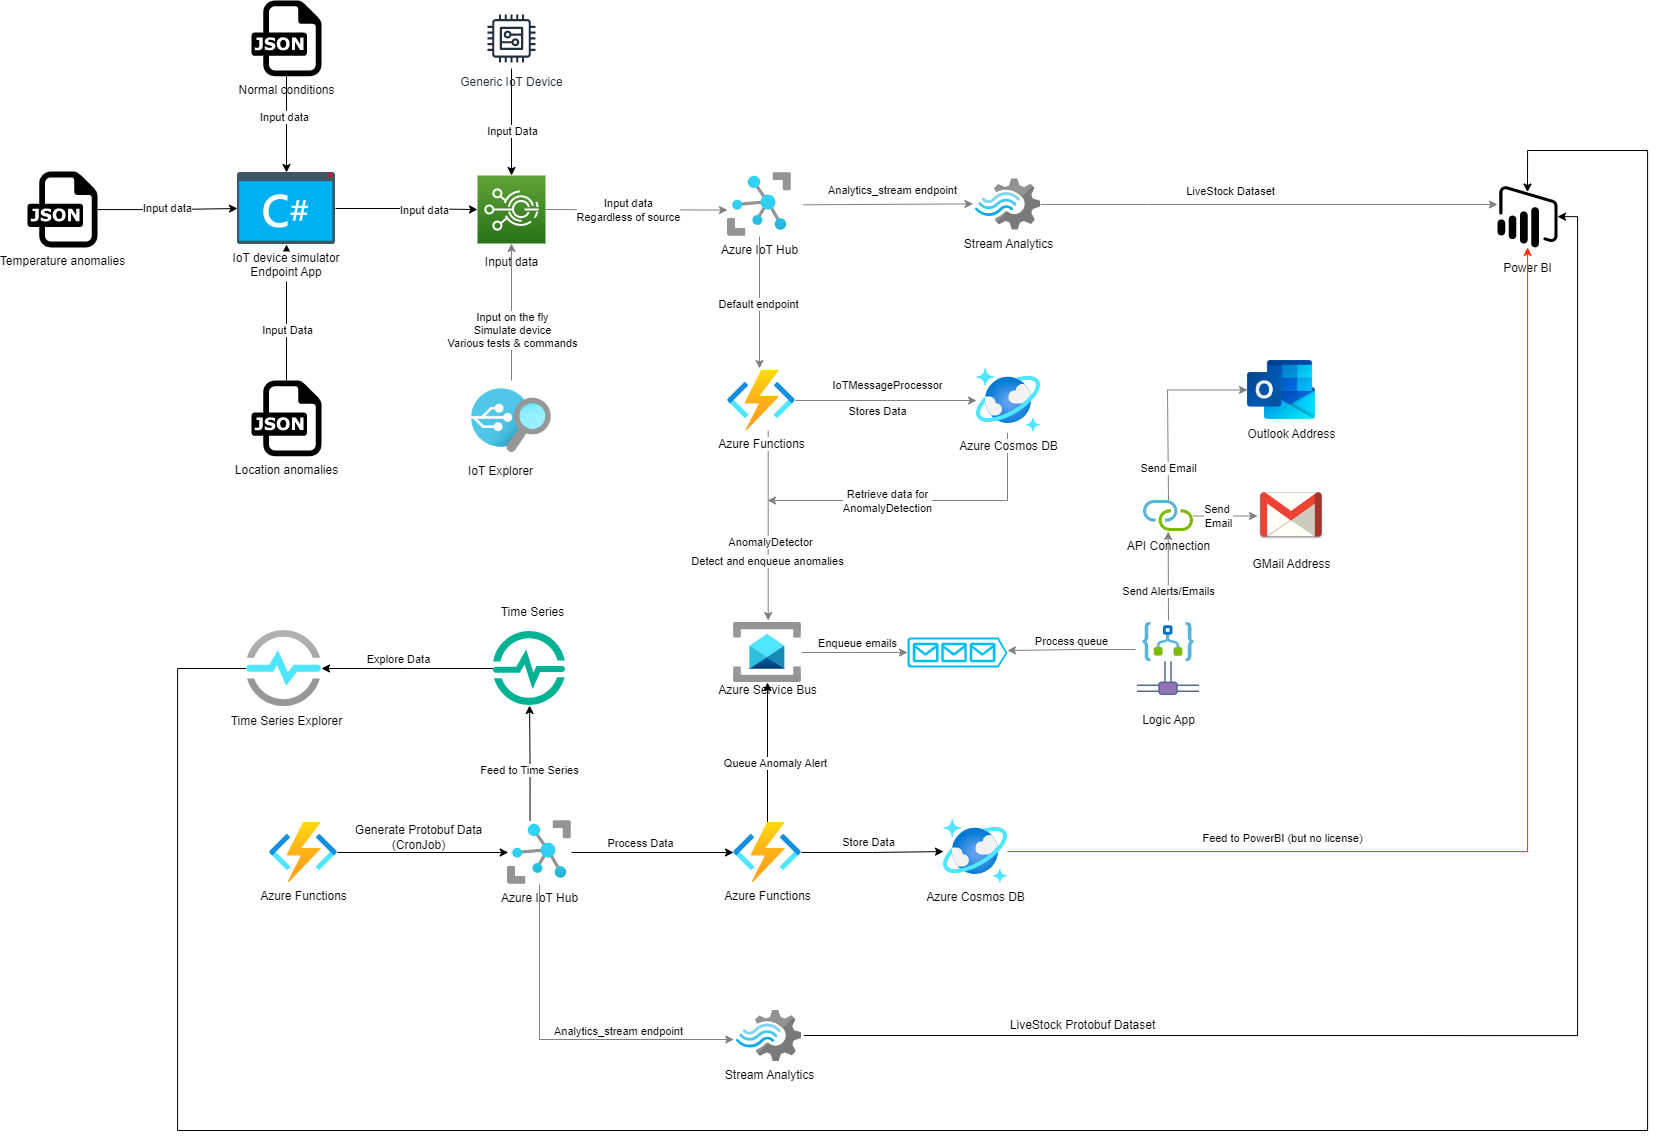 JSON
Normal conditions
Input data
Generic IoT Device
Input Data
JSON
Temperature anomalies
Input data
C#
IoT device simulator
Endpoint App
Input data
Input data
Input data
Regardless of source
Azure IoT Hub
Analytics_stream endpoint
Stream Analytics
LiveStock Dataset
Power BI
Input Data
JSON
Location anomalies
Input on the fly
Simulate device
Various tests & commands
IoT Explorer
Default endpoint
Azure Functions
IoTMessageProcessor
Stores Data
Azure Cosmos DB
Retrieve data for
AnomalyDetection
AnomalyDetector
Detect and enqueue anomalies
O
Outlook Address
Send Email
API Connection
Send
Email
GMail Address
Send Alerts/Emails
Time Series
Explore Data
Time Series Explorer
Azure Service Bus
Enqueue emails
Process queue
Logic App
Feed to Time Series
Queue Anomaly Alert
Azure Functions
Generate Protobuf Data
(CronJob)
Azure IoT Hub
Process Data
Azure Functions
Store Data
Azure Cosmos DB
Feed to PowerBI (but no license)
Analytics_stream endpoint
Stream Analytics
LiveStock Protobuf Dataset